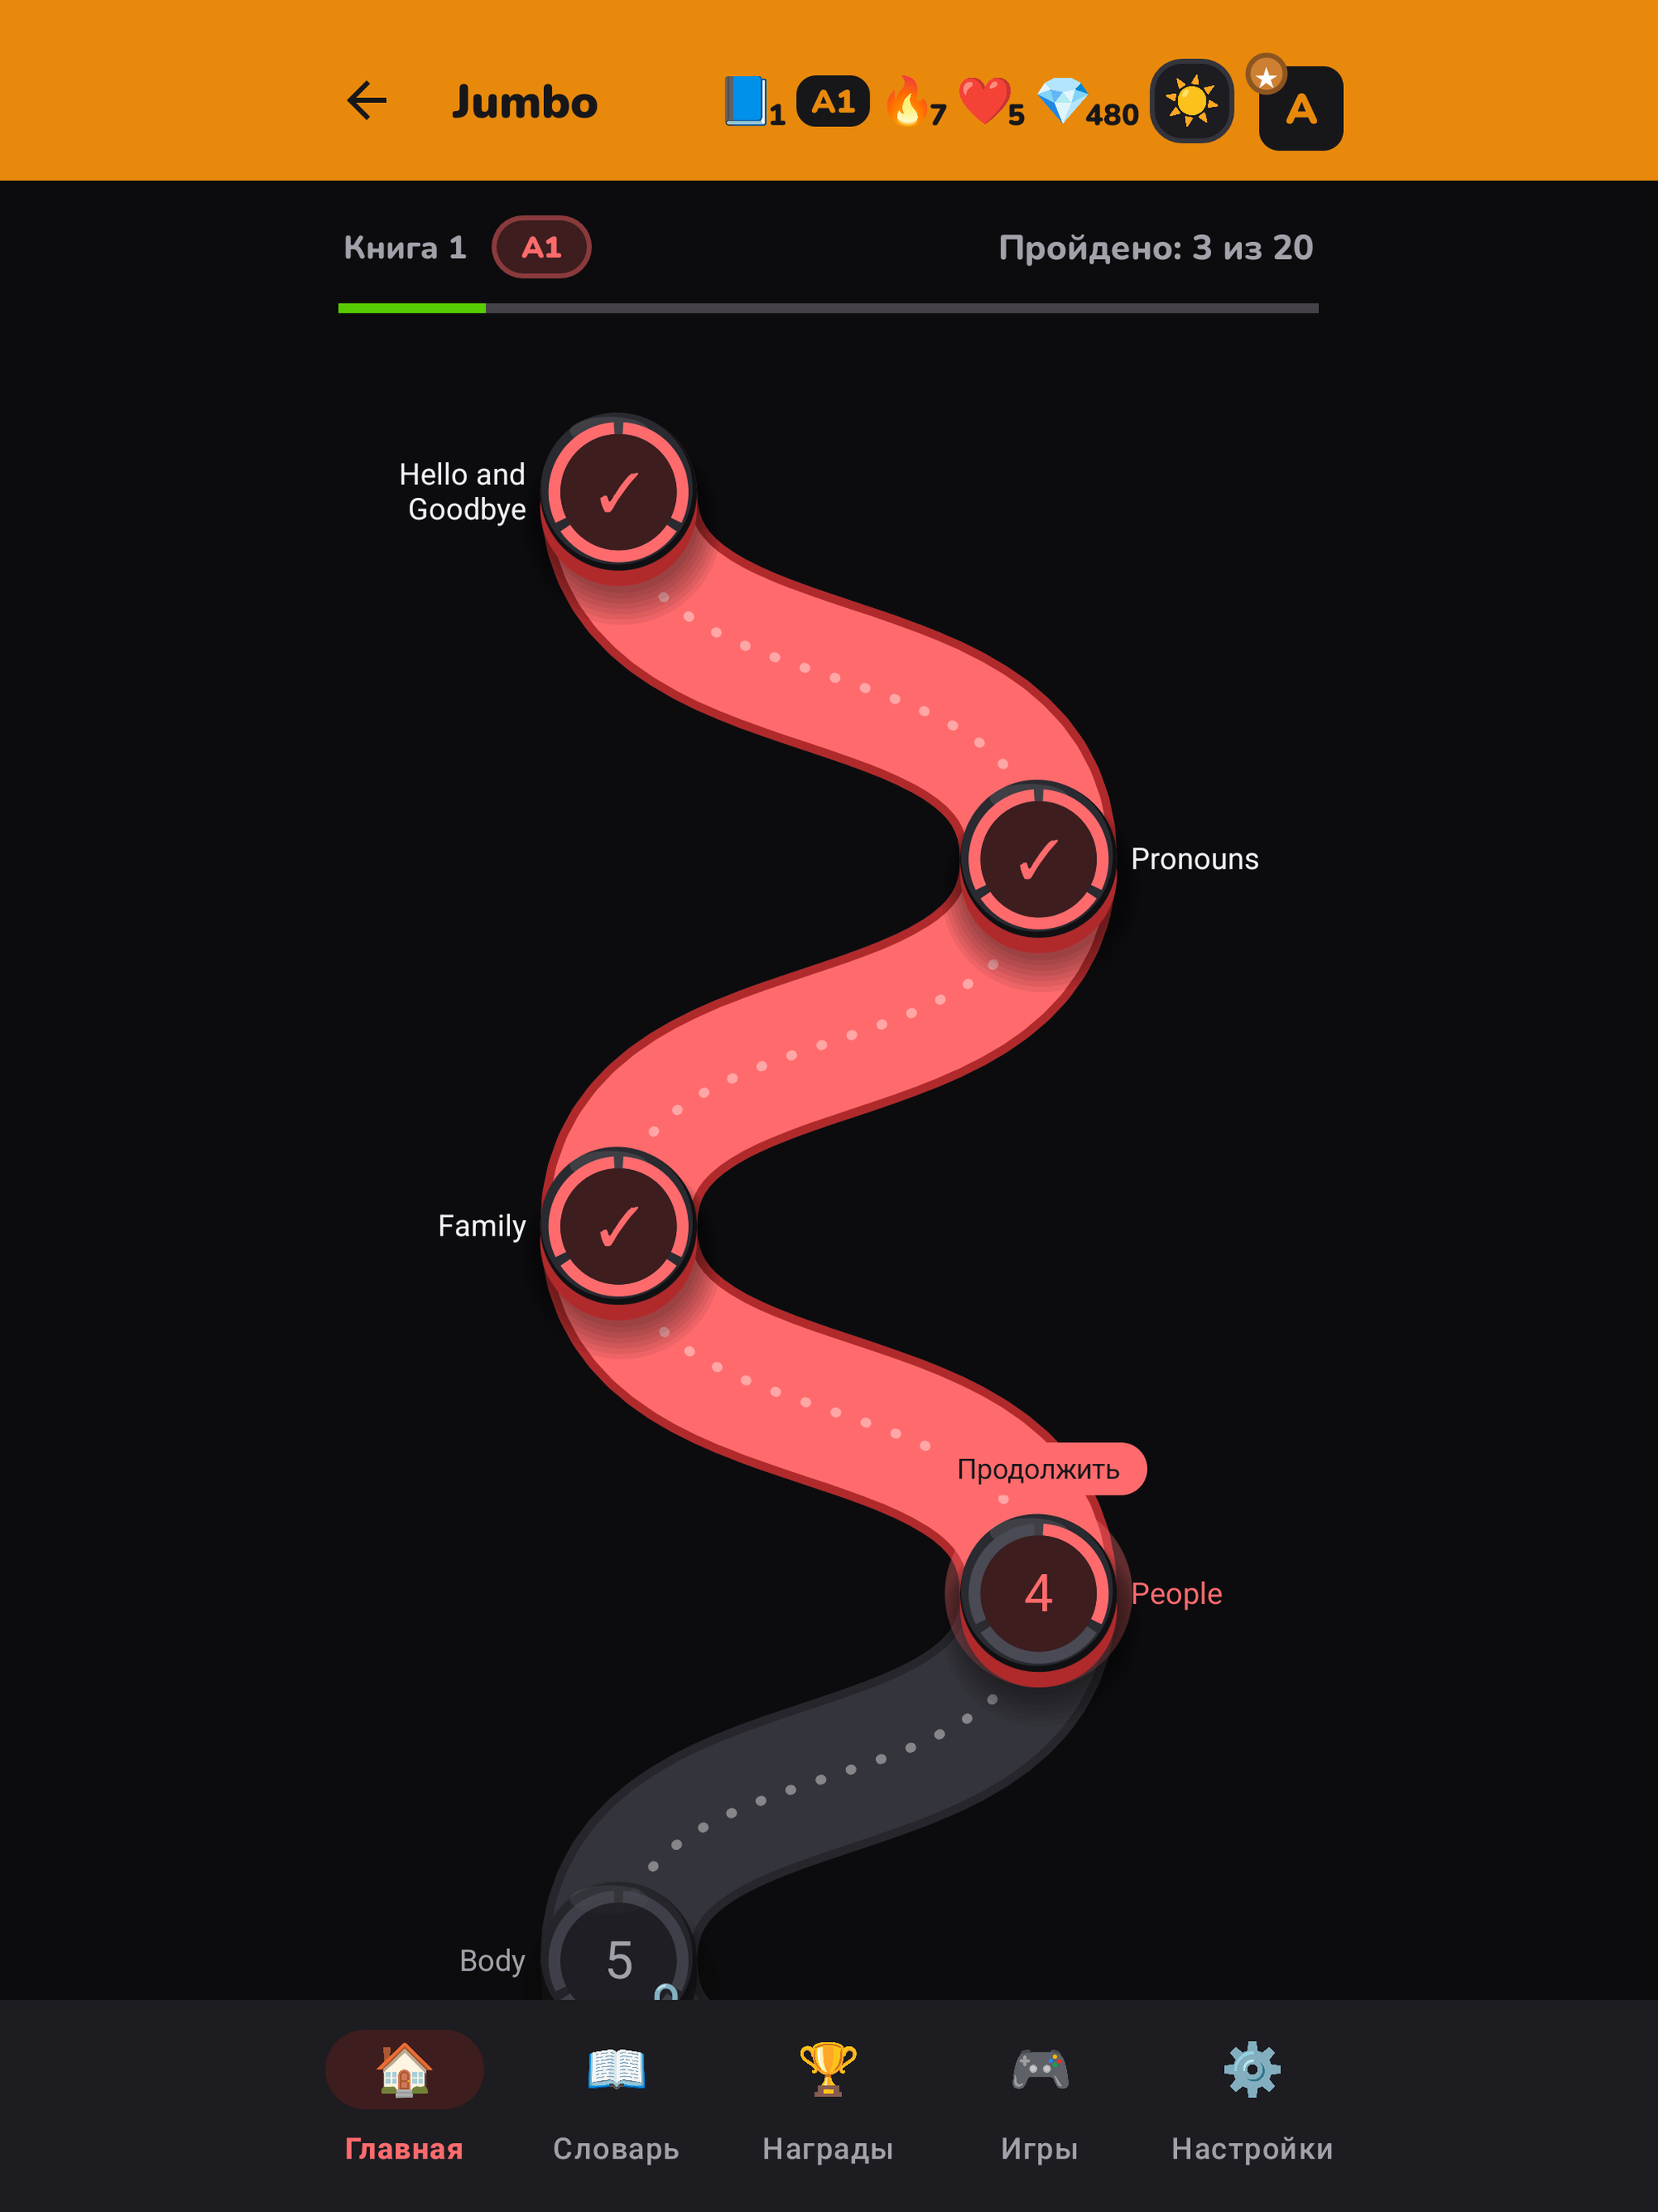 Jumbo
1
A1
7
5
480
A
Книга 1
A1
Пройдено: 3 из 20
Hello and
Goodbye
Pronouns
Family
Продолжить
4
People
Body
5
Главная
Словарь
Награды
Игры
Настройки